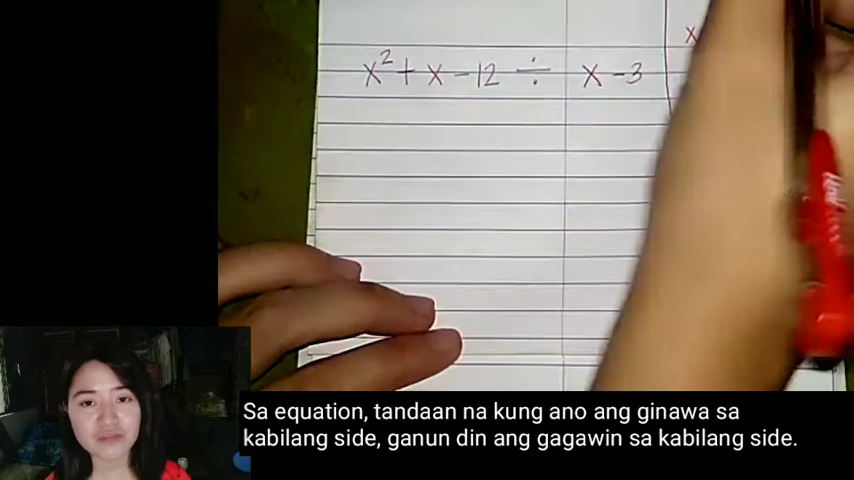 x² + x - 12 ÷ x - 3
x
Sa equation, tandaan na kung ano ang ginawa sa
kabilang side, ganun din ang gagawin sa kabilang side.